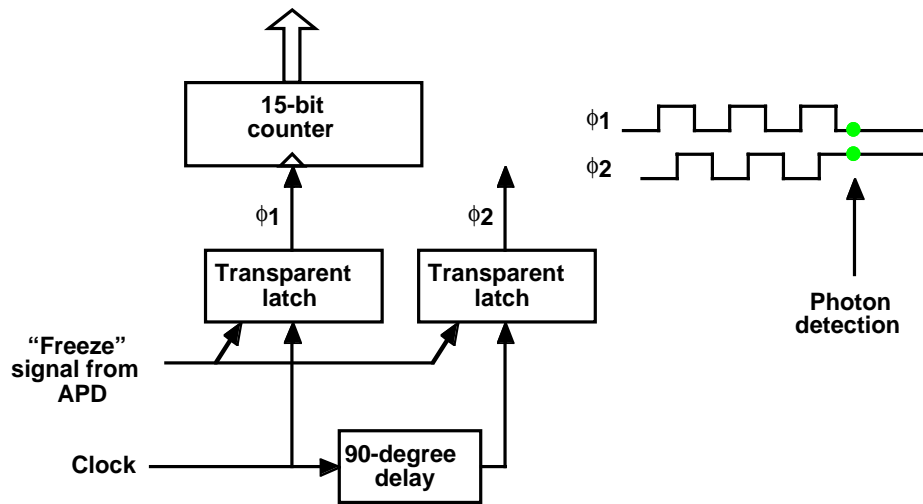 15-bit
counter
ϕ1
ϕ2
ϕ1
ϕ2
Transparent
latch
Transparent
latch
Photon
detection
“Freeze”
signal from
APD
Clock
90-degree
delay